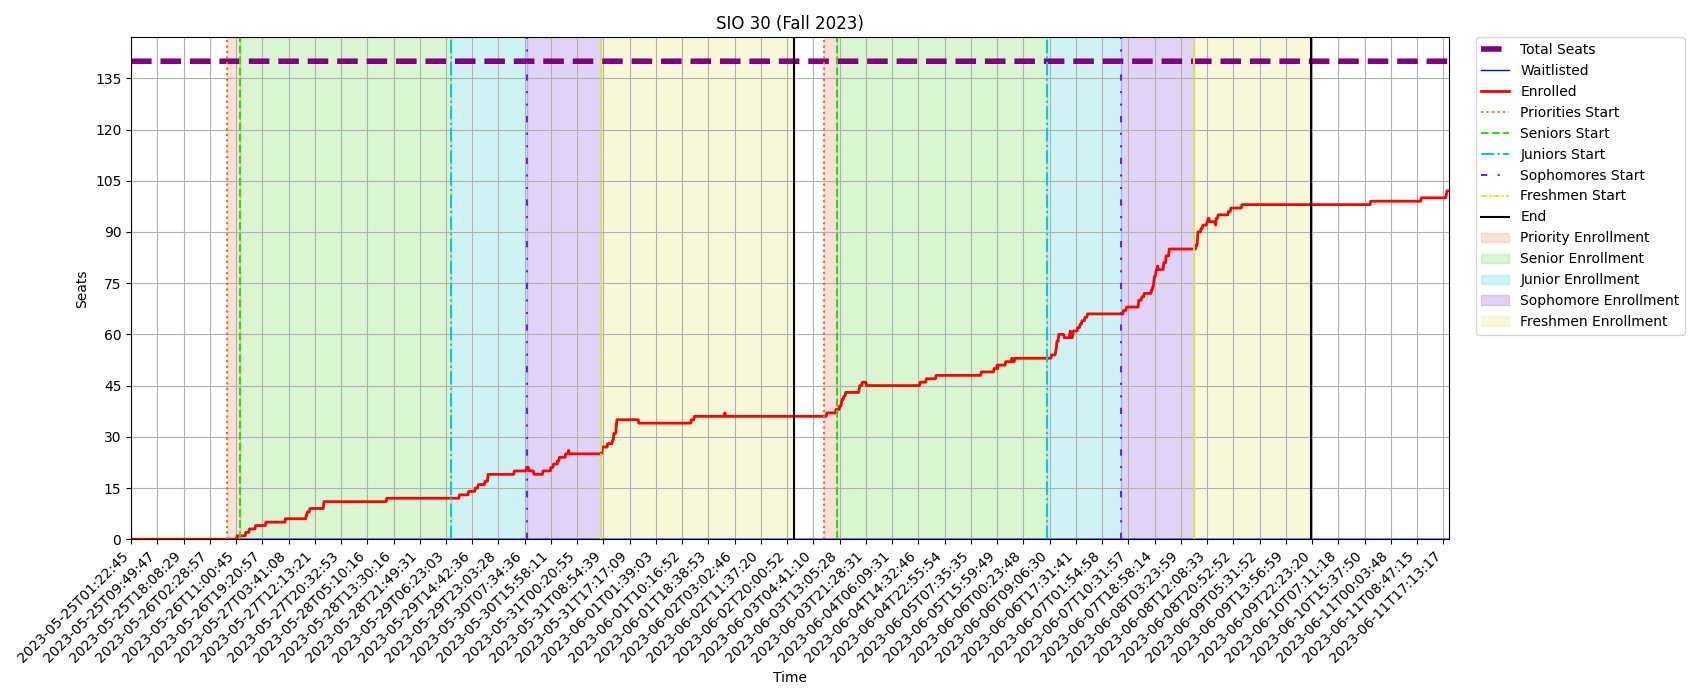 SIO 30 (Fall 2023)
Seats
135
120
105
90
75
60
45
30
15
0
2023-05-25T01:22:45
2023-05-25T09:49:47
2023-05-25T18:08:29
2023-05-26T02:28:57
2023-05-26T11:00:45
2023-05-26T19:20:57
2023-05-27T03:41:08
2023-05-27T12:13:21
2023-05-27T20:32:53
2023-05-28T05:10:16
2023-05-28T13:30:16
2023-05-28T21:49:31
2023-05-29T06:23:03
2023-05-29T14:42:36
2023-05-29T23:03:28
2023-05-30T07:34:36
2023-05-30T15:58:11
2023-05-31T00:20:55
2023-05-31T08:54:39
2023-05-31T17:17:09
2023-06-01T01:39:03
2023-06-01T10:16:52
2023-06-01T18:38:53
2023-06-02T03:02:46
2023-06-02T11:37:20
2023-06-02T20:00:52
2023-06-03T04:41:10
2023-06-03T13:05:28
2023-06-03T21:28:31
2023-06-04T06:09:31
2023-06-04T14:32:46
2023-06-04T22:55:54
2023-06-05T07:35:35
2023-06-05T15:59:49
2023-06-06T00:23:48
2023-06-06T09:06:30
2023-06-06T17:31:41
2023-06-07T01:54:58
2023-06-07T10:31:57
2023-06-07T18:58:14
2023-06-08T03:23:59
2023-06-08T12:08:33
2023-06-08T20:52:52
2023-06-09T05:31:52
2023-06-09T13:56:59
2023-06-09T22:23:20
2023-06-10T07:11:18
2023-06-10T15:37:50
2023-06-11T00:03:48
2023-06-11T08:47:15
2023-06-11T17:13:17
Time
Total Seats
Waitlisted
Enrolled
Priorities Start
Seniors Start
Juniors Start
Sophomores Start
Freshmen Start
End
Priority Enrollment
Senior Enrollment
Junior Enrollment
Sophomore Enrollment
Freshmen Enrollment